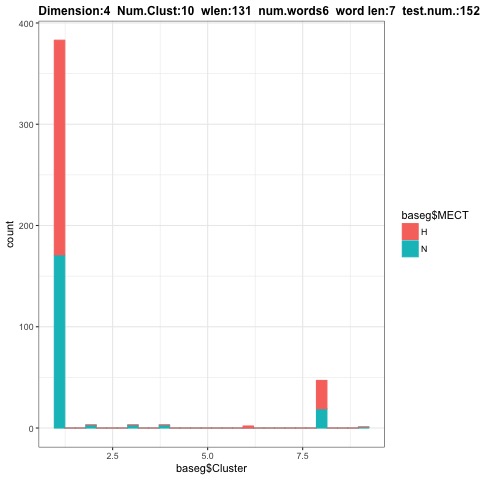 Dimension:4  Num.Clust:10  wlen:131  num.words6  word len:7  test.num.:152
400
300
200
100
0
count
2.5
5.0
7.5
baseg$Cluster
baseg$MECT
H
N